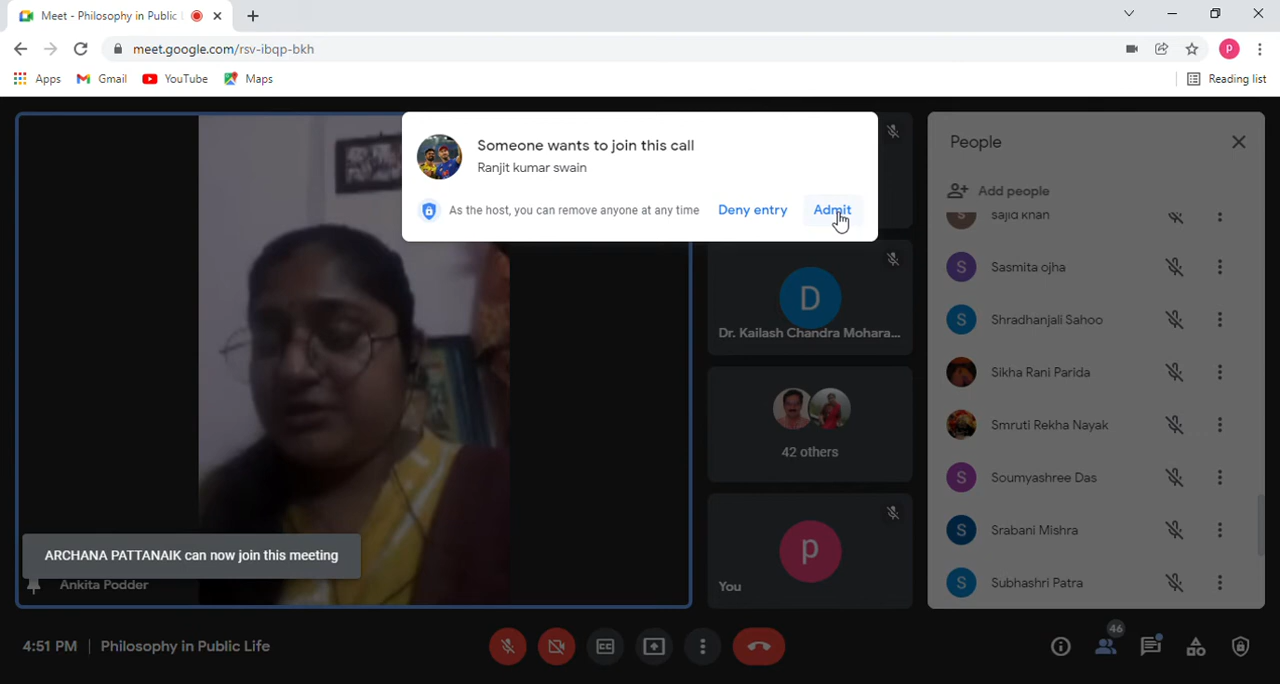 Meet - Philosophy in Public
meet.google.com/rsv-ibqp-bkh
P
Apps
Gmail
YouTube
Maps
Reading list
Someone wants to join this call
Ranjit kumar swain
As the host, you can remove anyone at any time
Deny entry
Admit
People
Add people
S
sajid khan
S
Sasmita ojha
S
Shradhanjali Sahoo
Sikha Rani Parida
Smruti Rekha Nayak
S
Soumyashree Das
S
Srabani Mishra
S
Subhashri Patra
D
Dr. Kailash Chandra Mohara...
42 others
p
You
ARCHANA PATTANAIK can now join this meeting
Ankita Podder
4:51 PM | Philosophy in Public Life
CC
46